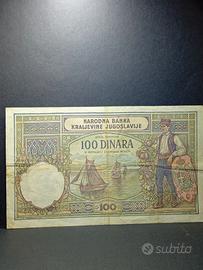 NARODNA BANKA
KRALJEVINE JUGOSLAVIJE
100 DINARA
100
subito